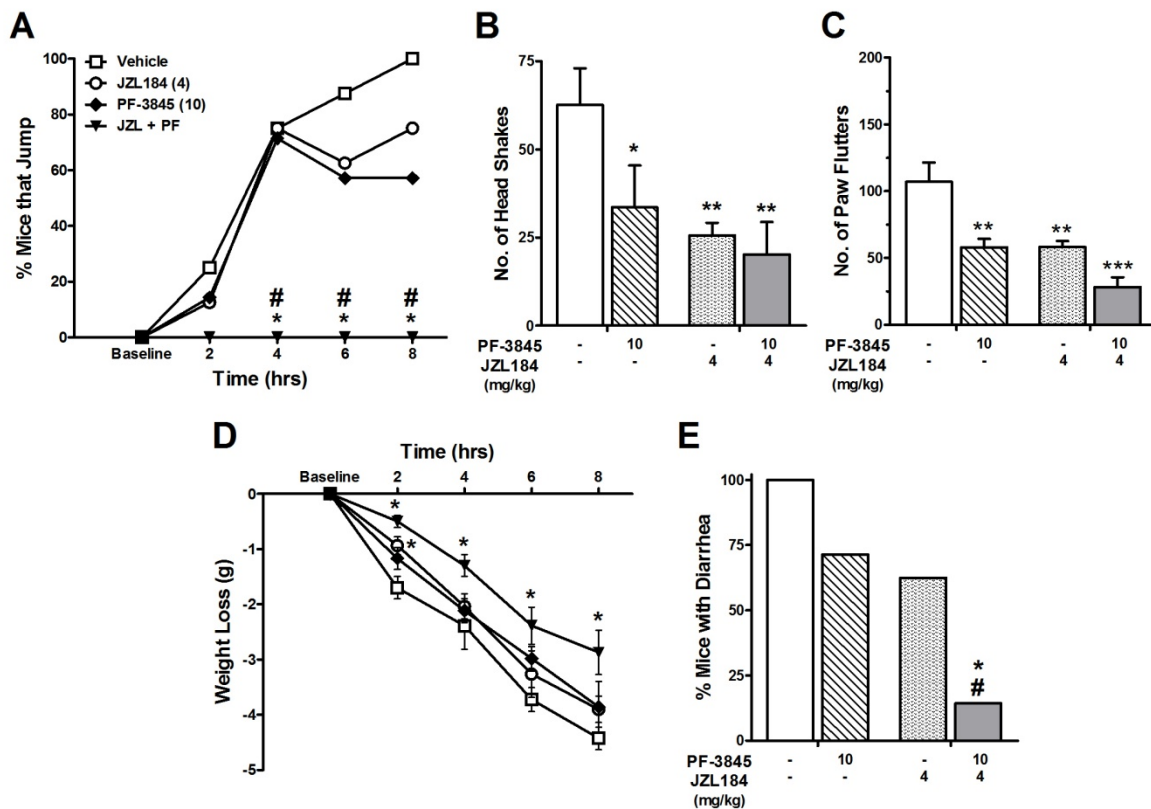 A
100
80
60
40
20
0
% Mice that Jump
Vehicle
JZL184 (4)
PF-3845 (10)
JZL + PF
# # #
* * *
Baseline 2 4 6 8
Time (hrs)
B
75
50
25
0
No. of Head Shakes
* ** **
PF-3845 - 10 - 10
JZL184 - - 4 4
(mg/kg)
C
200
150
100
50
0
No. of Paw Flutters
** ** ***
PF-3845 - 10 - 10
JZL184 - - 4 4
(mg/kg)
D
Time (hrs)
Baseline 2 4 6 8
0
-1
-2
-3
-4
-5
Weight Loss (g)
* * * * *
E
100
75
50
25
0
% Mice with Diarrhea
*
#
PF-3845 - 10 - 10
JZL184 - - 4 4
(mg/kg)